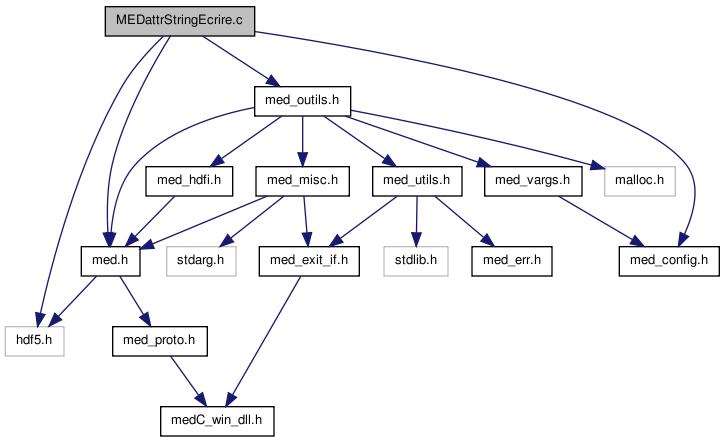 MEDattrStringEcrire.c
med_outils.h
med_hdfi.h
med_misc.h
med_utils.h
med_vargs.h
malloc.h
med.h
stdarg.h
med_exit_if.h
stdlib.h
med_err.h
med_config.h
hdf5.h
med_proto.h
medC_win_dll.h